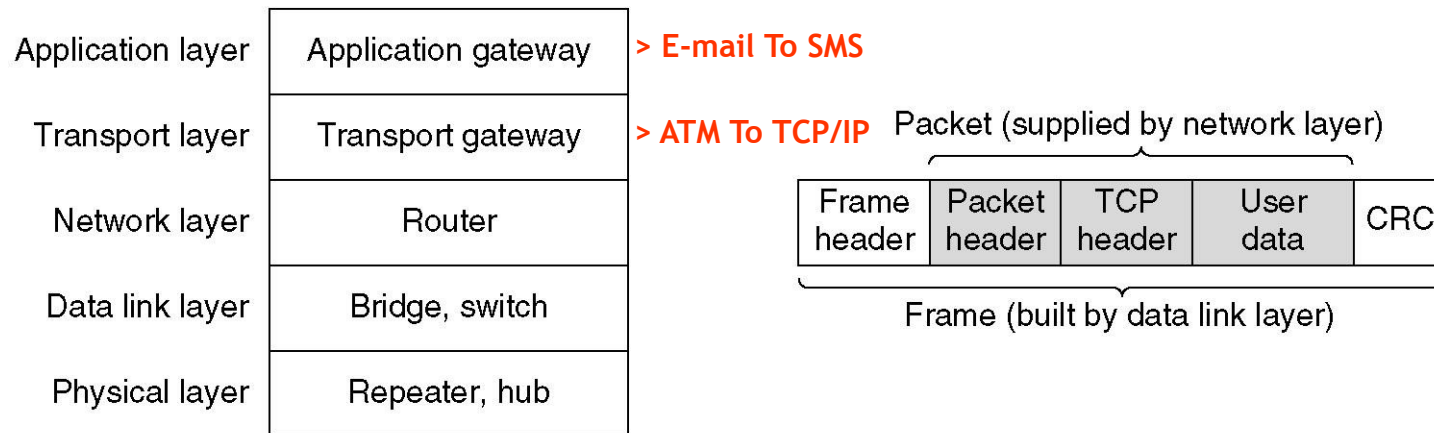 Application layer Application gateway > E-mail To SMS
Transport layer Transport gateway > ATM To TCP/IP
Network layer Router
Data link layer Bridge, switch
Physical layer Repeater, hub
Packet (supplied by network layer)
Frame Packet TCP User CRC
header header header data
Frame (built by data link layer)